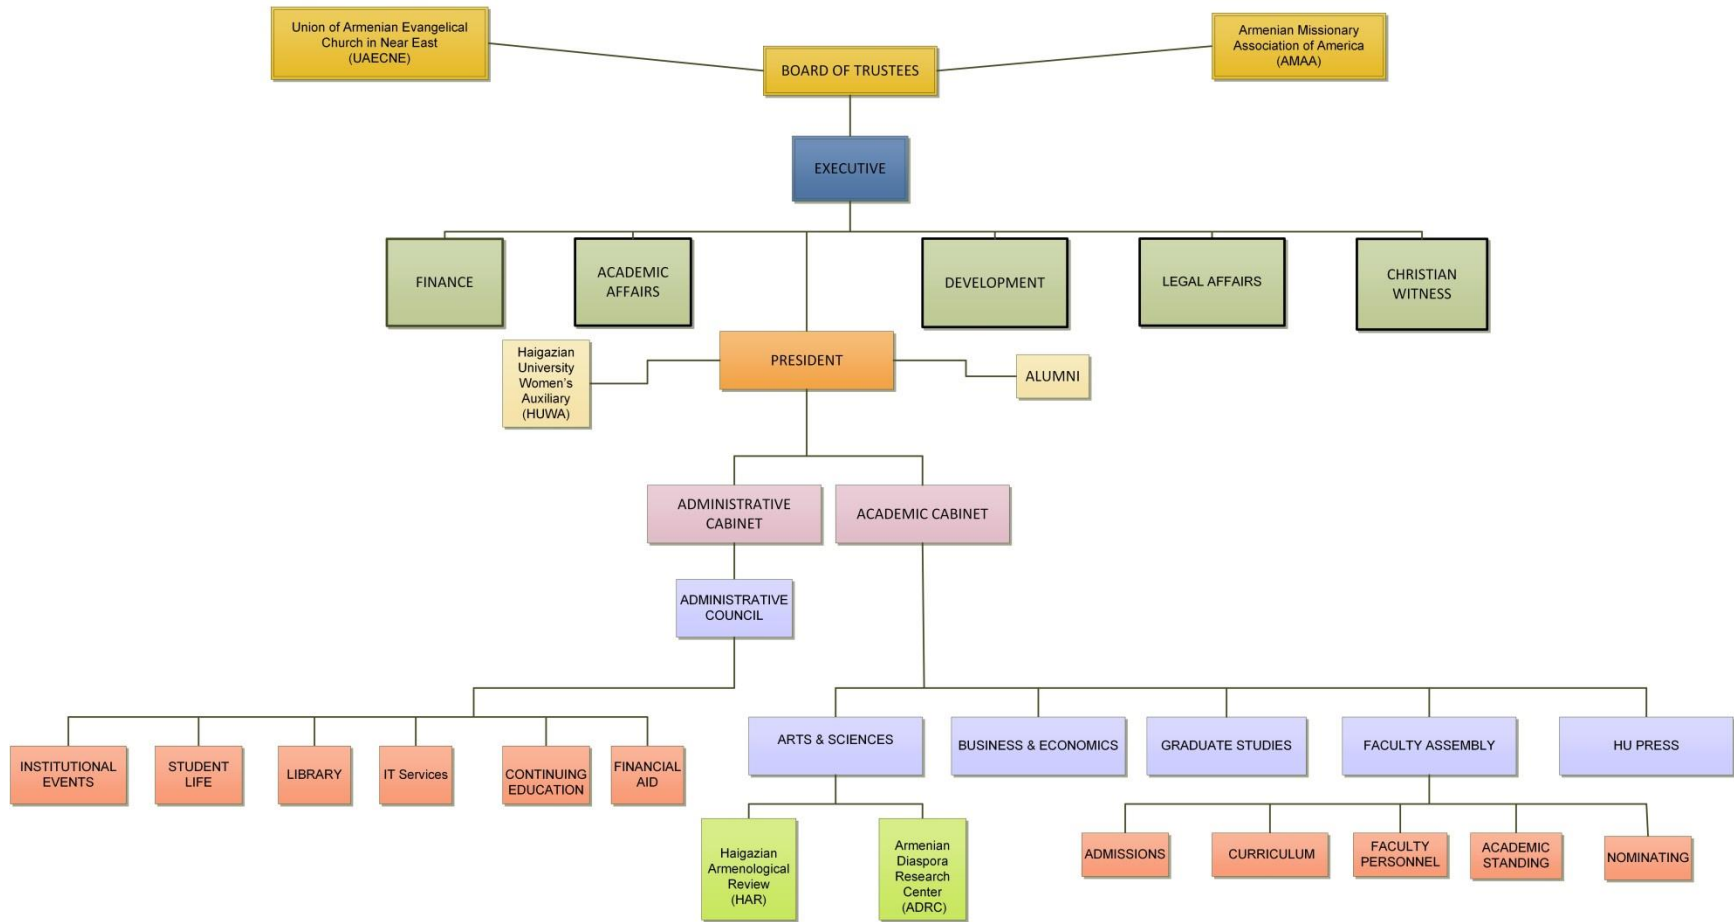 Union of Armenian Evangelical
Church in Near East
(UAECNE)
BOARD OF TRUSTEES
Armenian Missionary
Association of America
(AMAA)
EXECUTIVE
FINANCE
ACADEMIC
AFFAIRS
DEVELOPMENT
LEGAL AFFAIRS
CHRISTIAN
WITNESS
Haigazian
University
Women's
Auxiliary
(HUWA)
PRESIDENT
ALUMNI
ADMINISTRATIVE
CABINET
ACADEMIC CABINET
ADMINISTRATIVE
COUNCIL
ARTS & SCIENCES
BUSINESS & ECONOMICS
GRADUATE STUDIES
FACULTY ASSEMBLY
HU PRESS
INSTITUTIONAL
EVENTS
STUDENT
LIFE
LIBRARY
IT Services
CONTINUING
EDUCATION
FINANCIAL
AID
Haigazian
Armenological
Review
(HAR)
Armenian
Diaspora
Research
Center
(ADRC)
ADMISSIONS
CURRICULUM
FACULTY
PERSONNEL
ACADEMIC
STANDING
NOMINATING